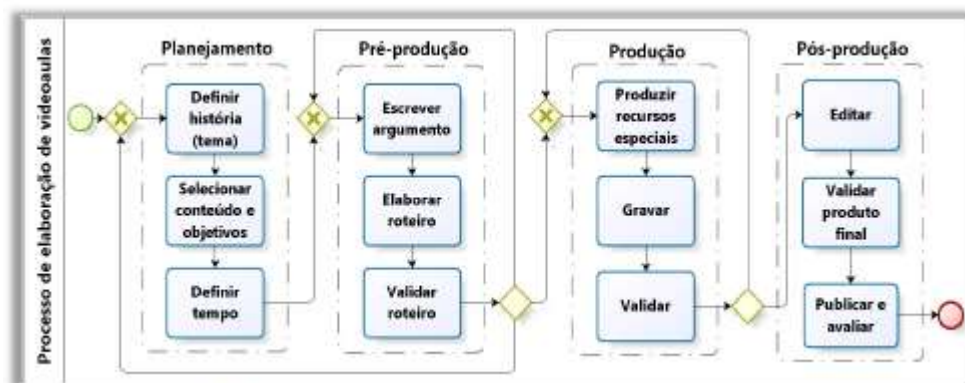 Processo de elaboração de videoaulas
Planejamento
Definir
história
(tema)
Selecionar
conteúdo e
objetivos
Definir
tempo
Pré-produção
Escrever
argumento
Elaborar
roteiro
Validar
roteiro
Produção
Produzir
recursos
especiais
Gravar
Validar
Pós-produção
Editar
Validar
produto
final
Publicar e
avaliar